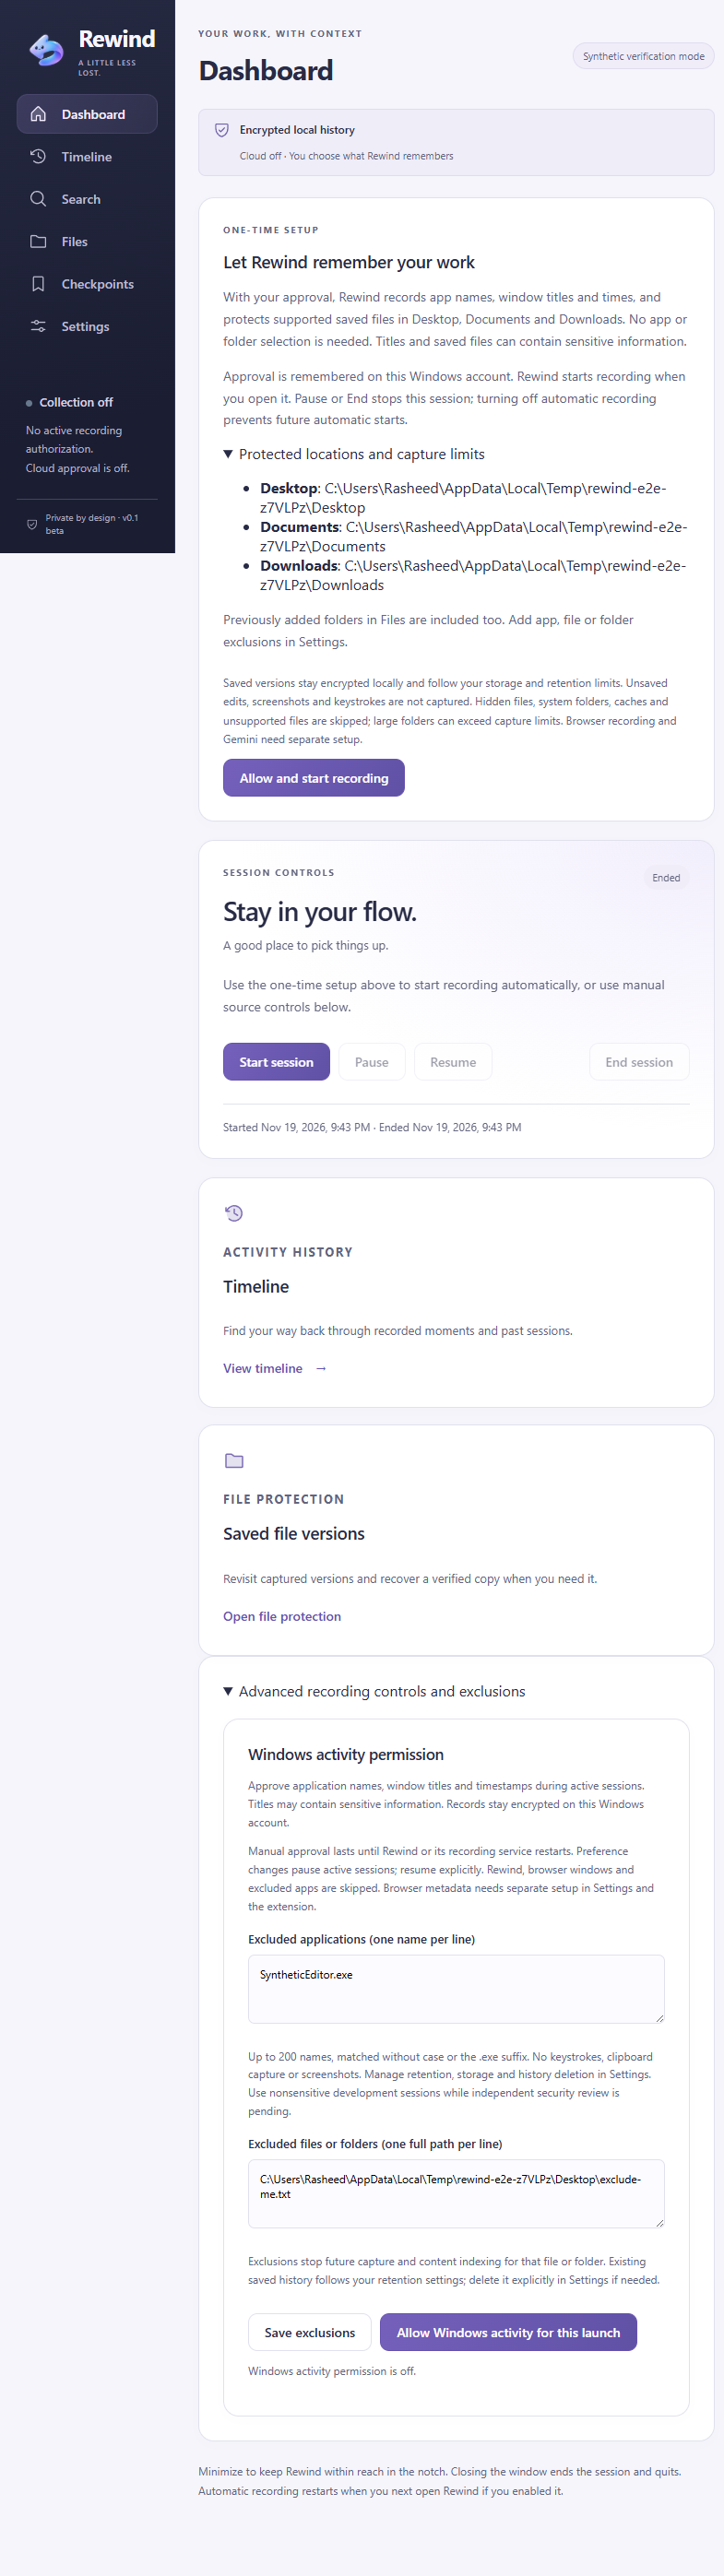 Rewind
A LITTLE LESS
LOST.
Dashboard
Timeline
Search
Files
Checkpoints
Settings
Collection off
No active recording
authorization.
Cloud approval is off.
Private by design · v0.1
beta
YOUR WORK, WITH CONTEXT
Dashboard
Synthetic verification mode
Encrypted local history
Cloud off · You choose what Rewind remembers
ONE-TIME SETUP
Let Rewind remember your work
With your approval, Rewind records app names, window titles and times, and
protects supported saved files in Desktop, Documents and Downloads. No app or
folder selection is needed. Titles and saved files can contain sensitive information.
Approval is remembered on this Windows account. Rewind starts recording when
you open it. Pause or End stops this session; turning off automatic recording
prevents future automatic starts.
▼ Protected locations and capture limits
• Desktop: C:\Users\Rasheed\AppData\Local\Temp\rewind-e2e-
z7VLPz\Desktop
• Documents: C:\Users\Rasheed\AppData\Local\Temp\rewind-e2e-
z7VLPz\Documents
• Downloads: C:\Users\Rasheed\AppData\Local\Temp\rewind-e2e-
z7VLPz\Downloads
Previously added folders in Files are included too. Add app, file or folder
exclusions in Settings.
Saved versions stay encrypted locally and follow your storage and retention limits. Unsaved
edits, screenshots and keystrokes are not captured. Hidden files, system folders, caches and
unsupported files are skipped; large folders can exceed capture limits. Browser recording and
Gemini need separate setup.
Allow and start recording
SESSION CONTROLS
Ended
Stay in your flow.
A good place to pick things up.
Use the one-time setup above to start recording automatically, or use manual
source controls below.
Start session
Pause
Resume
End session
Started Nov 19, 2026, 9:43 PM · Ended Nov 19, 2026, 9:43 PM
ACTIVITY HISTORY
Timeline
Find your way back through recorded moments and past sessions.
View timeline →
FILE PROTECTION
Saved file versions
Revisit captured versions and recover a verified copy when you need it.
Open file protection
▼ Advanced recording controls and exclusions
Windows activity permission
Approve application names, window titles and timestamps during active sessions.
Titles may contain sensitive information. Records stay encrypted on this Windows
account.
Manual approval lasts until Rewind or its recording service restarts. Preference
changes pause active sessions; resume explicitly. Rewind, browser windows and
excluded apps are skipped. Browser metadata needs separate setup in Settings and
the extension.
Excluded applications (one name per line)
SyntheticEditor.exe
Up to 200 names, matched without case or the .exe suffix. No keystrokes, clipboard
capture or screenshots. Manage retention, storage and history deletion in Settings.
Use nonsensitive development sessions while independent security review is
pending.
Excluded files or folders (one full path per line)
C:\Users\Rasheed\AppData\Local\Temp\rewind-e2e-z7VLPz\Desktop\exclude-
me.txt
Exclusions stop future capture and content indexing for that file or folder. Existing
saved history follows your retention settings; delete it explicitly in Settings if needed.
Save exclusions
Allow Windows activity for this launch
Windows activity permission is off.
Minimize to keep Rewind within reach in the notch. Closing the window ends the session and quits.
Automatic recording restarts when you next open Rewind if you enabled it.